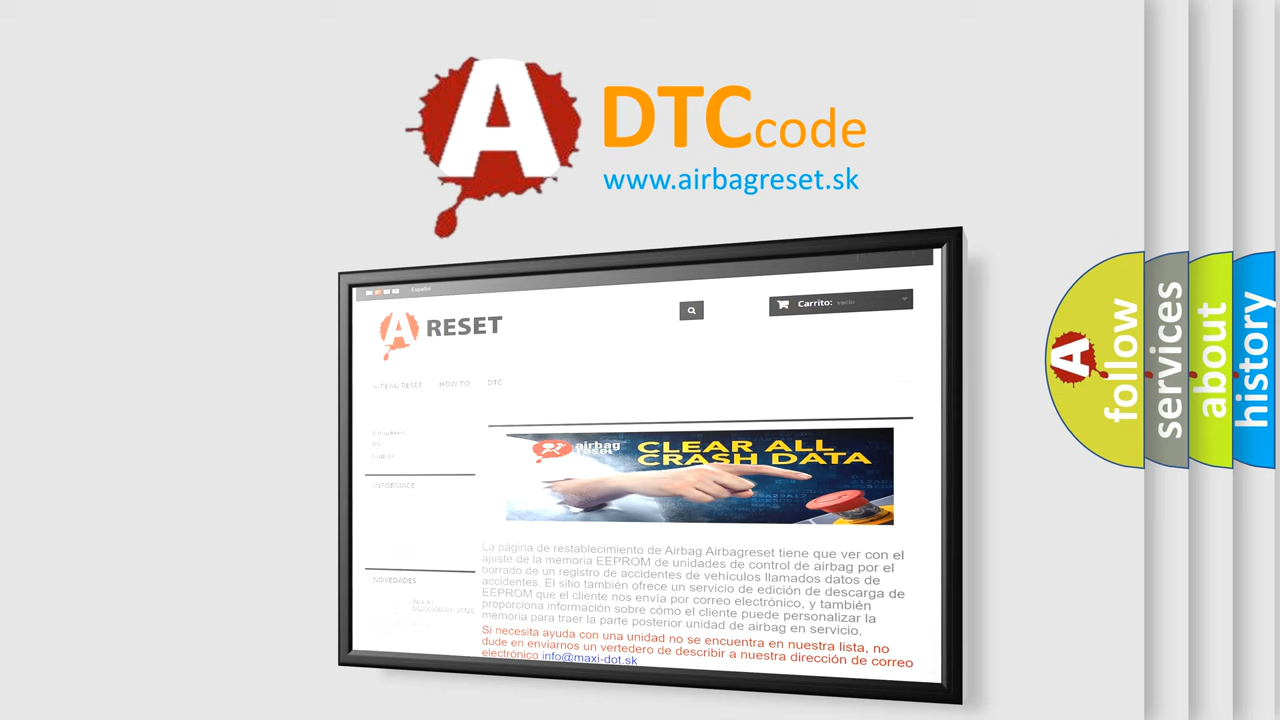 A
DTC code
www.airbagreset.sk
Español
A RESET
Carrito: vacío
AIRBAG RESET HOW TO DTC
Airbag Reset
DTC
INFORMACE
airbag
reset
CLEAR ALL
CRASH DATA
La página de restablecimiento de Airbag Airbagreset tiene que ver con el
ajuste de la memoria EEPROM de unidades de control de airbag por el
borrado de un registro de accidentes de vehículos llamados datos de
accidentes. El sitio también ofrece un servicio de edición de descarga de
EEPROM que el cliente nos envía por correo electrónico, y también
proporciona información sobre cómo el cliente puede personalizar la
memoria para traer la parte posterior unidad de airbag en servicio.
Si necesita ayuda con una unidad no se encuentra en nuestra lista, no
dude en enviarnos un vertedero de describir a nuestra dirección de correo
electrónico info@maxi-dot.sk
NOVEDADES
A
follow
services
about
history